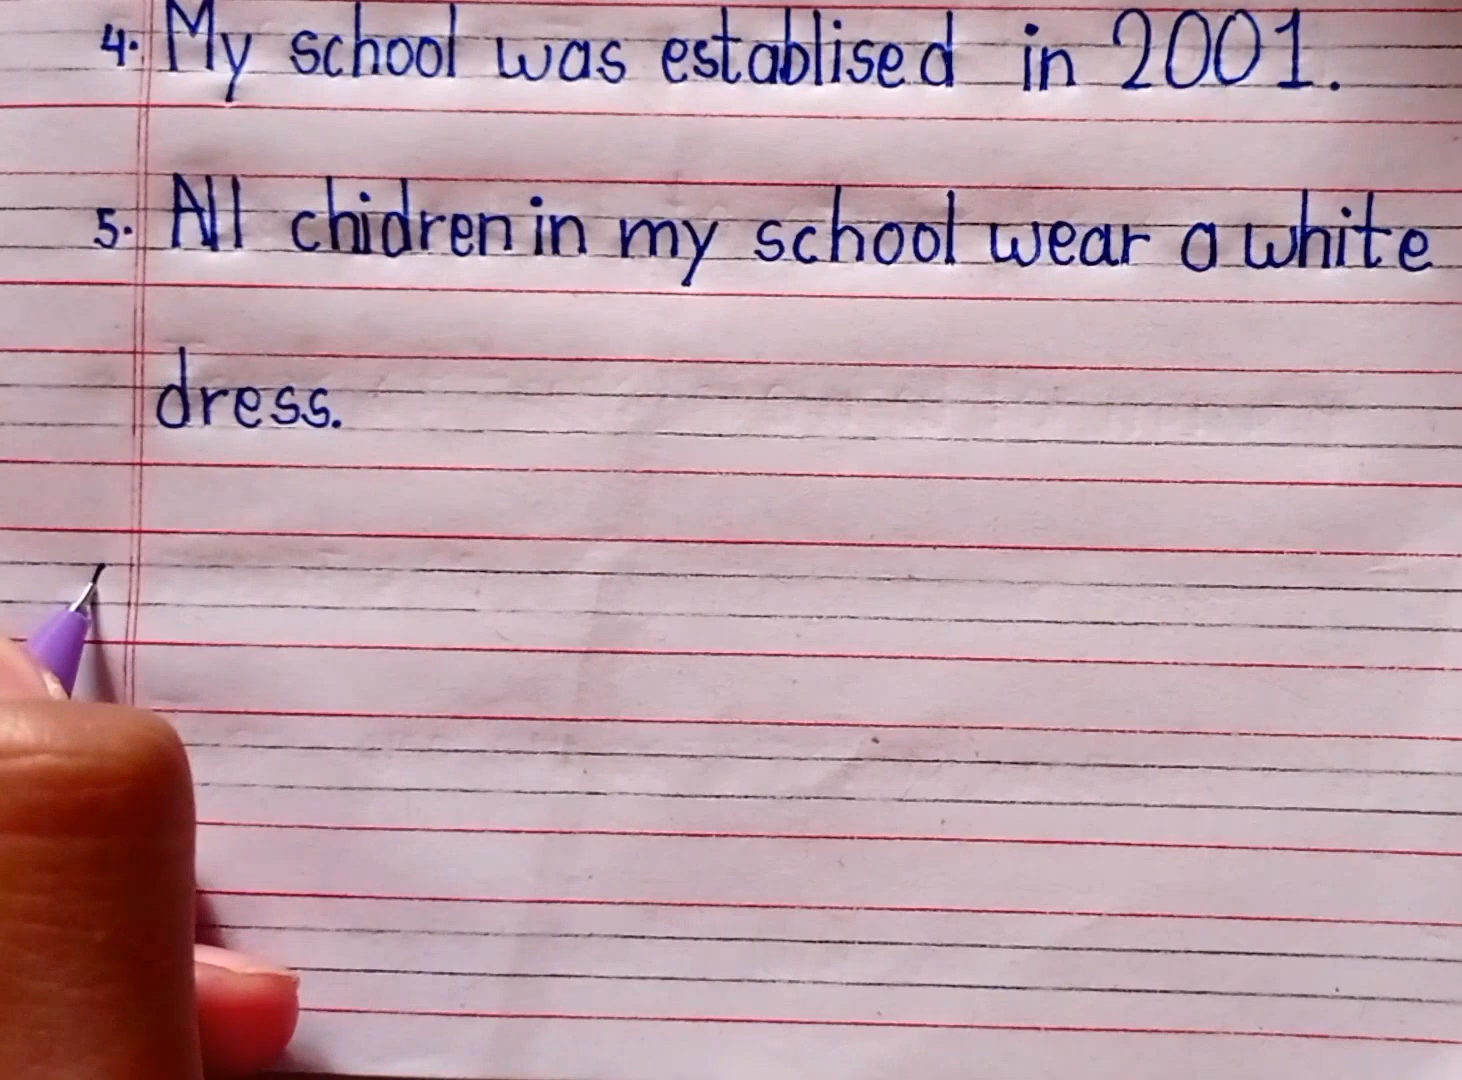 4. My school was establised in 2001.
5. All chidren in my school wear a white
dress.